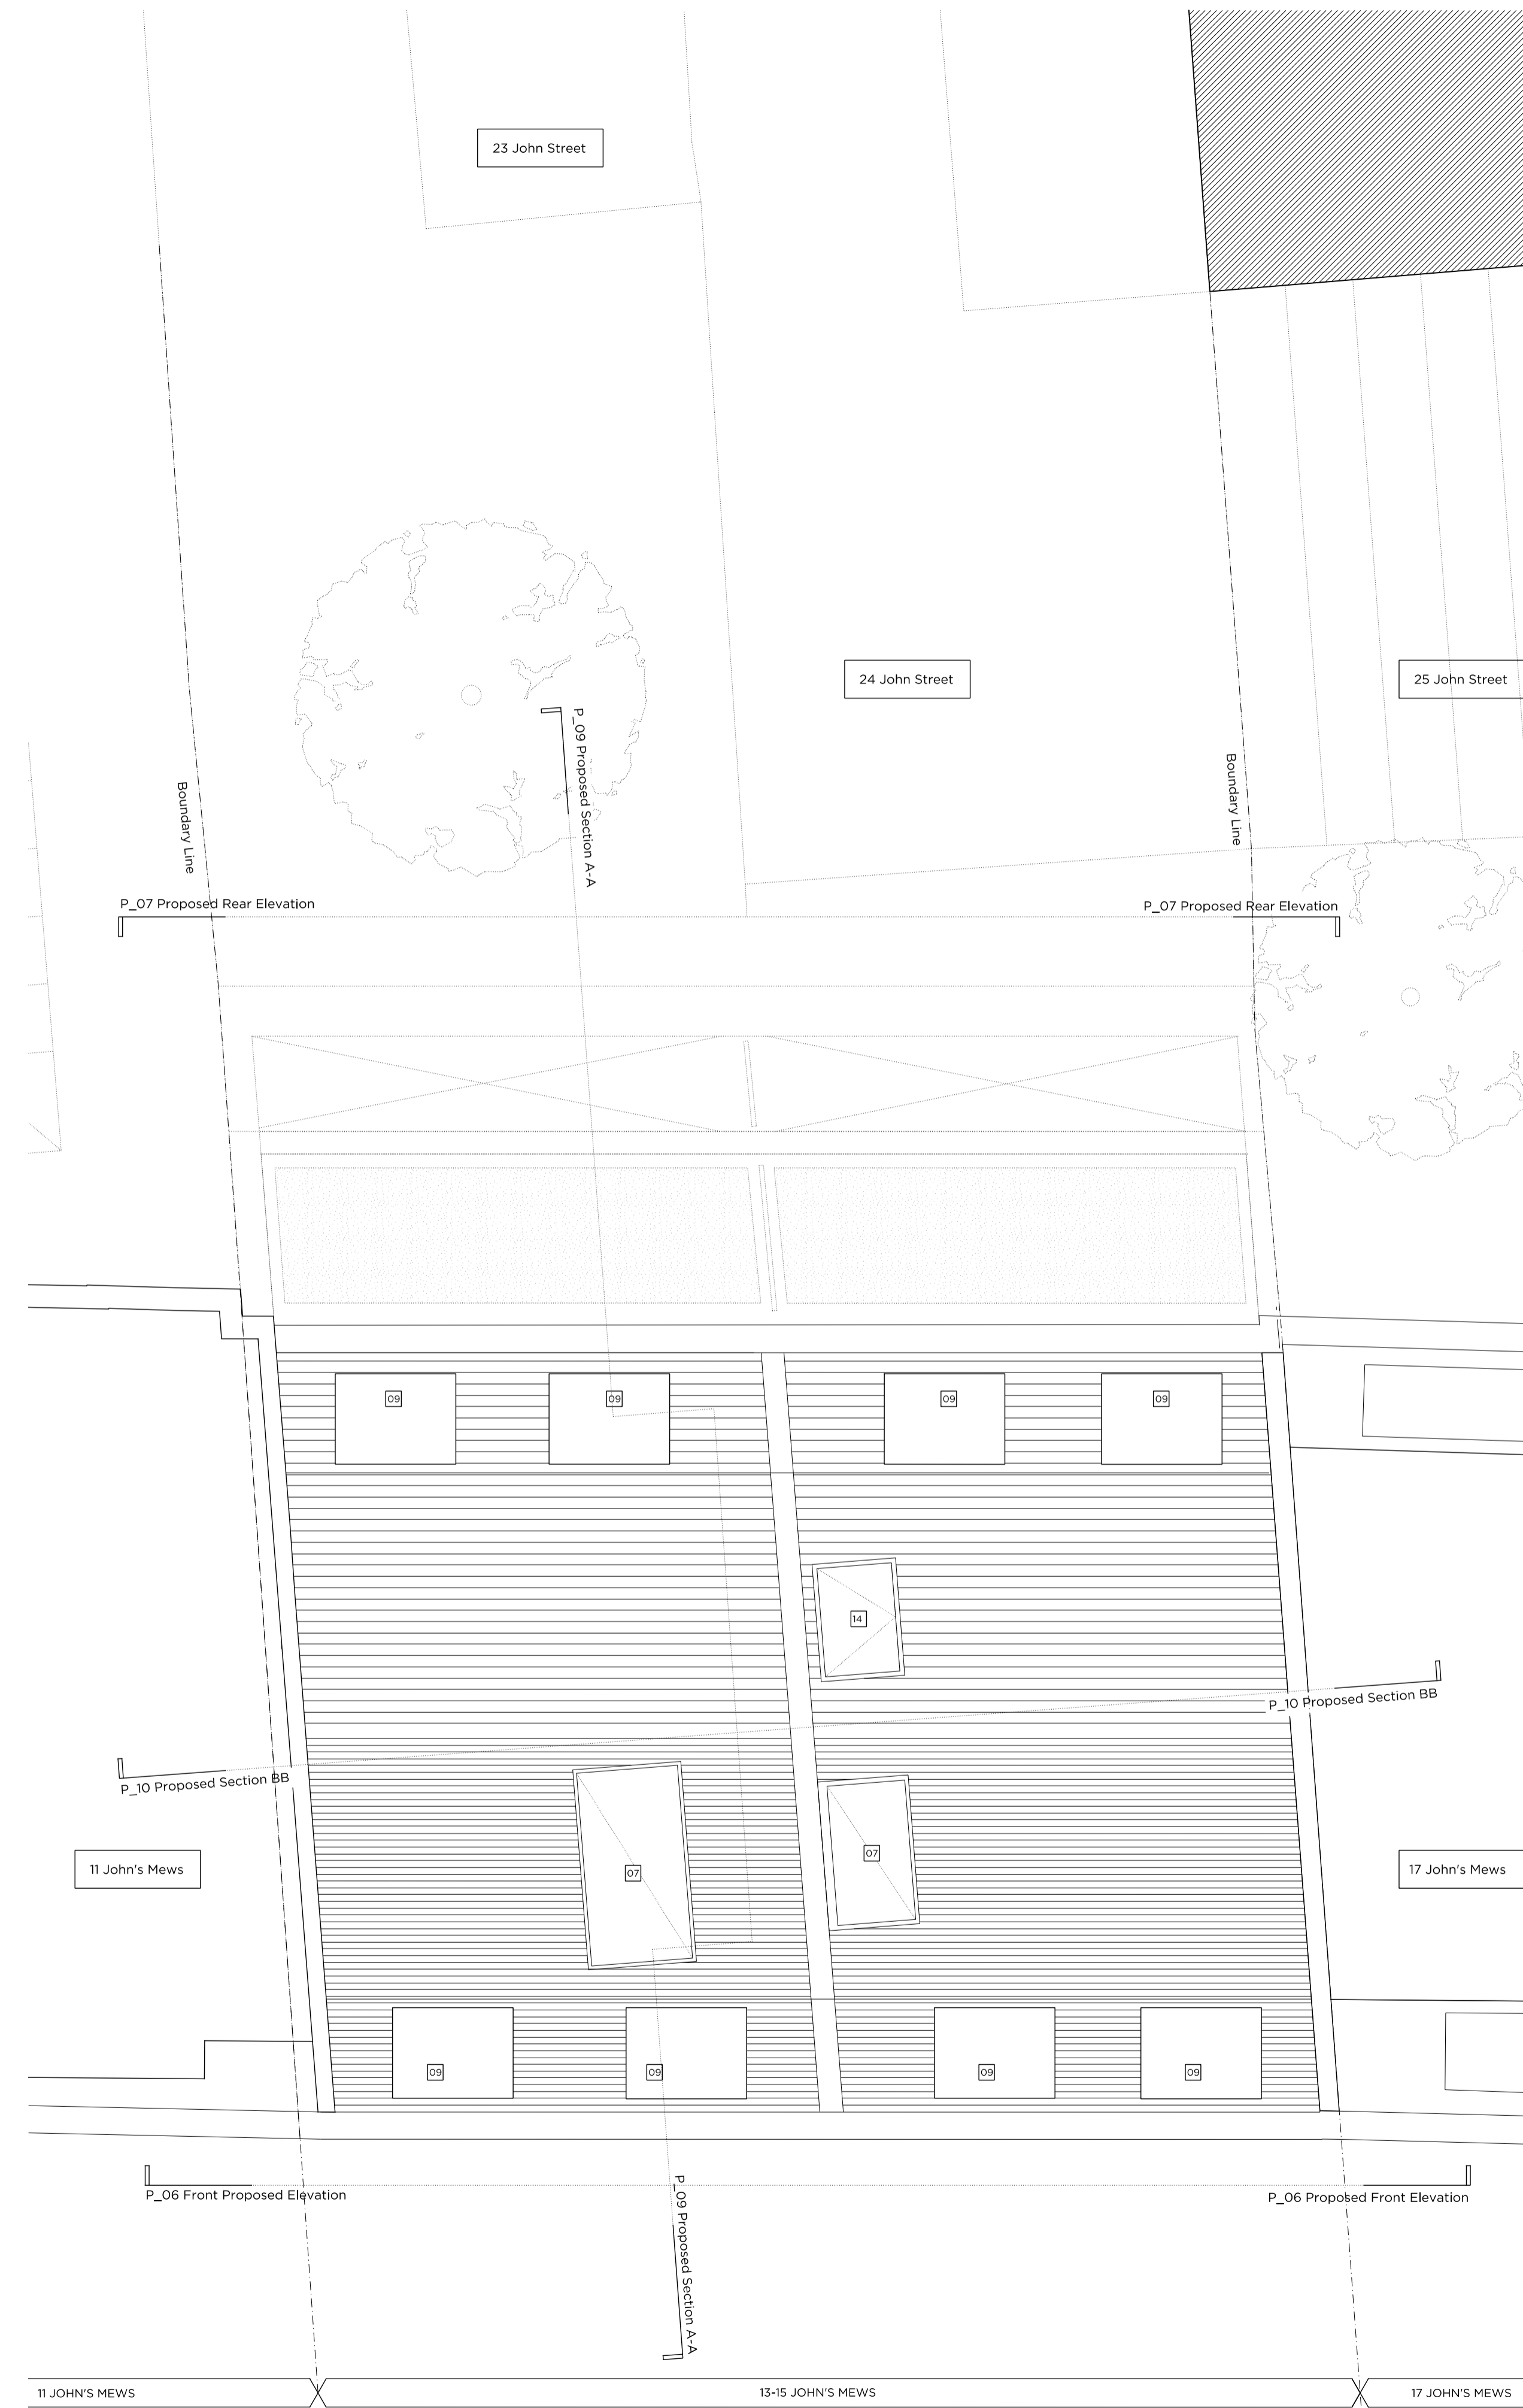 23 John Street
24 John Street
25 John Street
Boundary Line
Boundary Line
P_09 Proposed Section A-A
P_07 Proposed Rear Elevation
P_07 Proposed Rear Elevation
09
09
09
09
14
P_10 Proposed Section BB
P_10 Proposed Section BB
07
07
11 John's Mews
17 John's Mews
09
09
09
09
P_06 Front Proposed Elevation
P_06 Proposed Front Elevation
P_09 Proposed Section A-A
11 JOHN'S MEWS
13-15 JOHN'S MEWS
17 JOHN'S MEWS